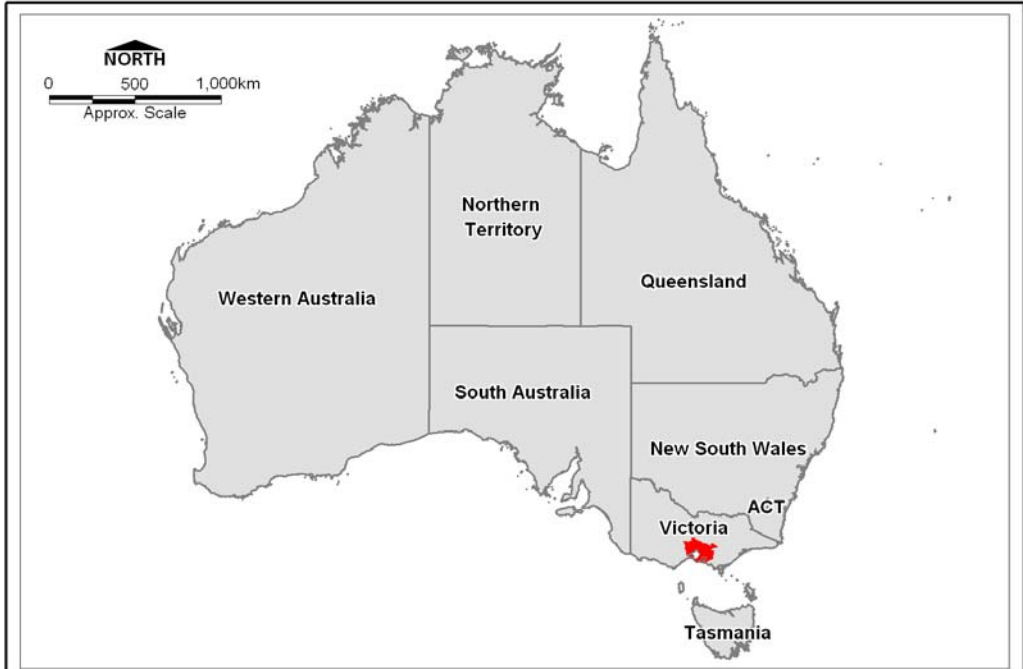 NORTH
0 500 1,000km
Approx. Scale
Northern
Territory
Queensland
Western Australia
South Australia
New South Wales
ACT
Victoria
Tasmania